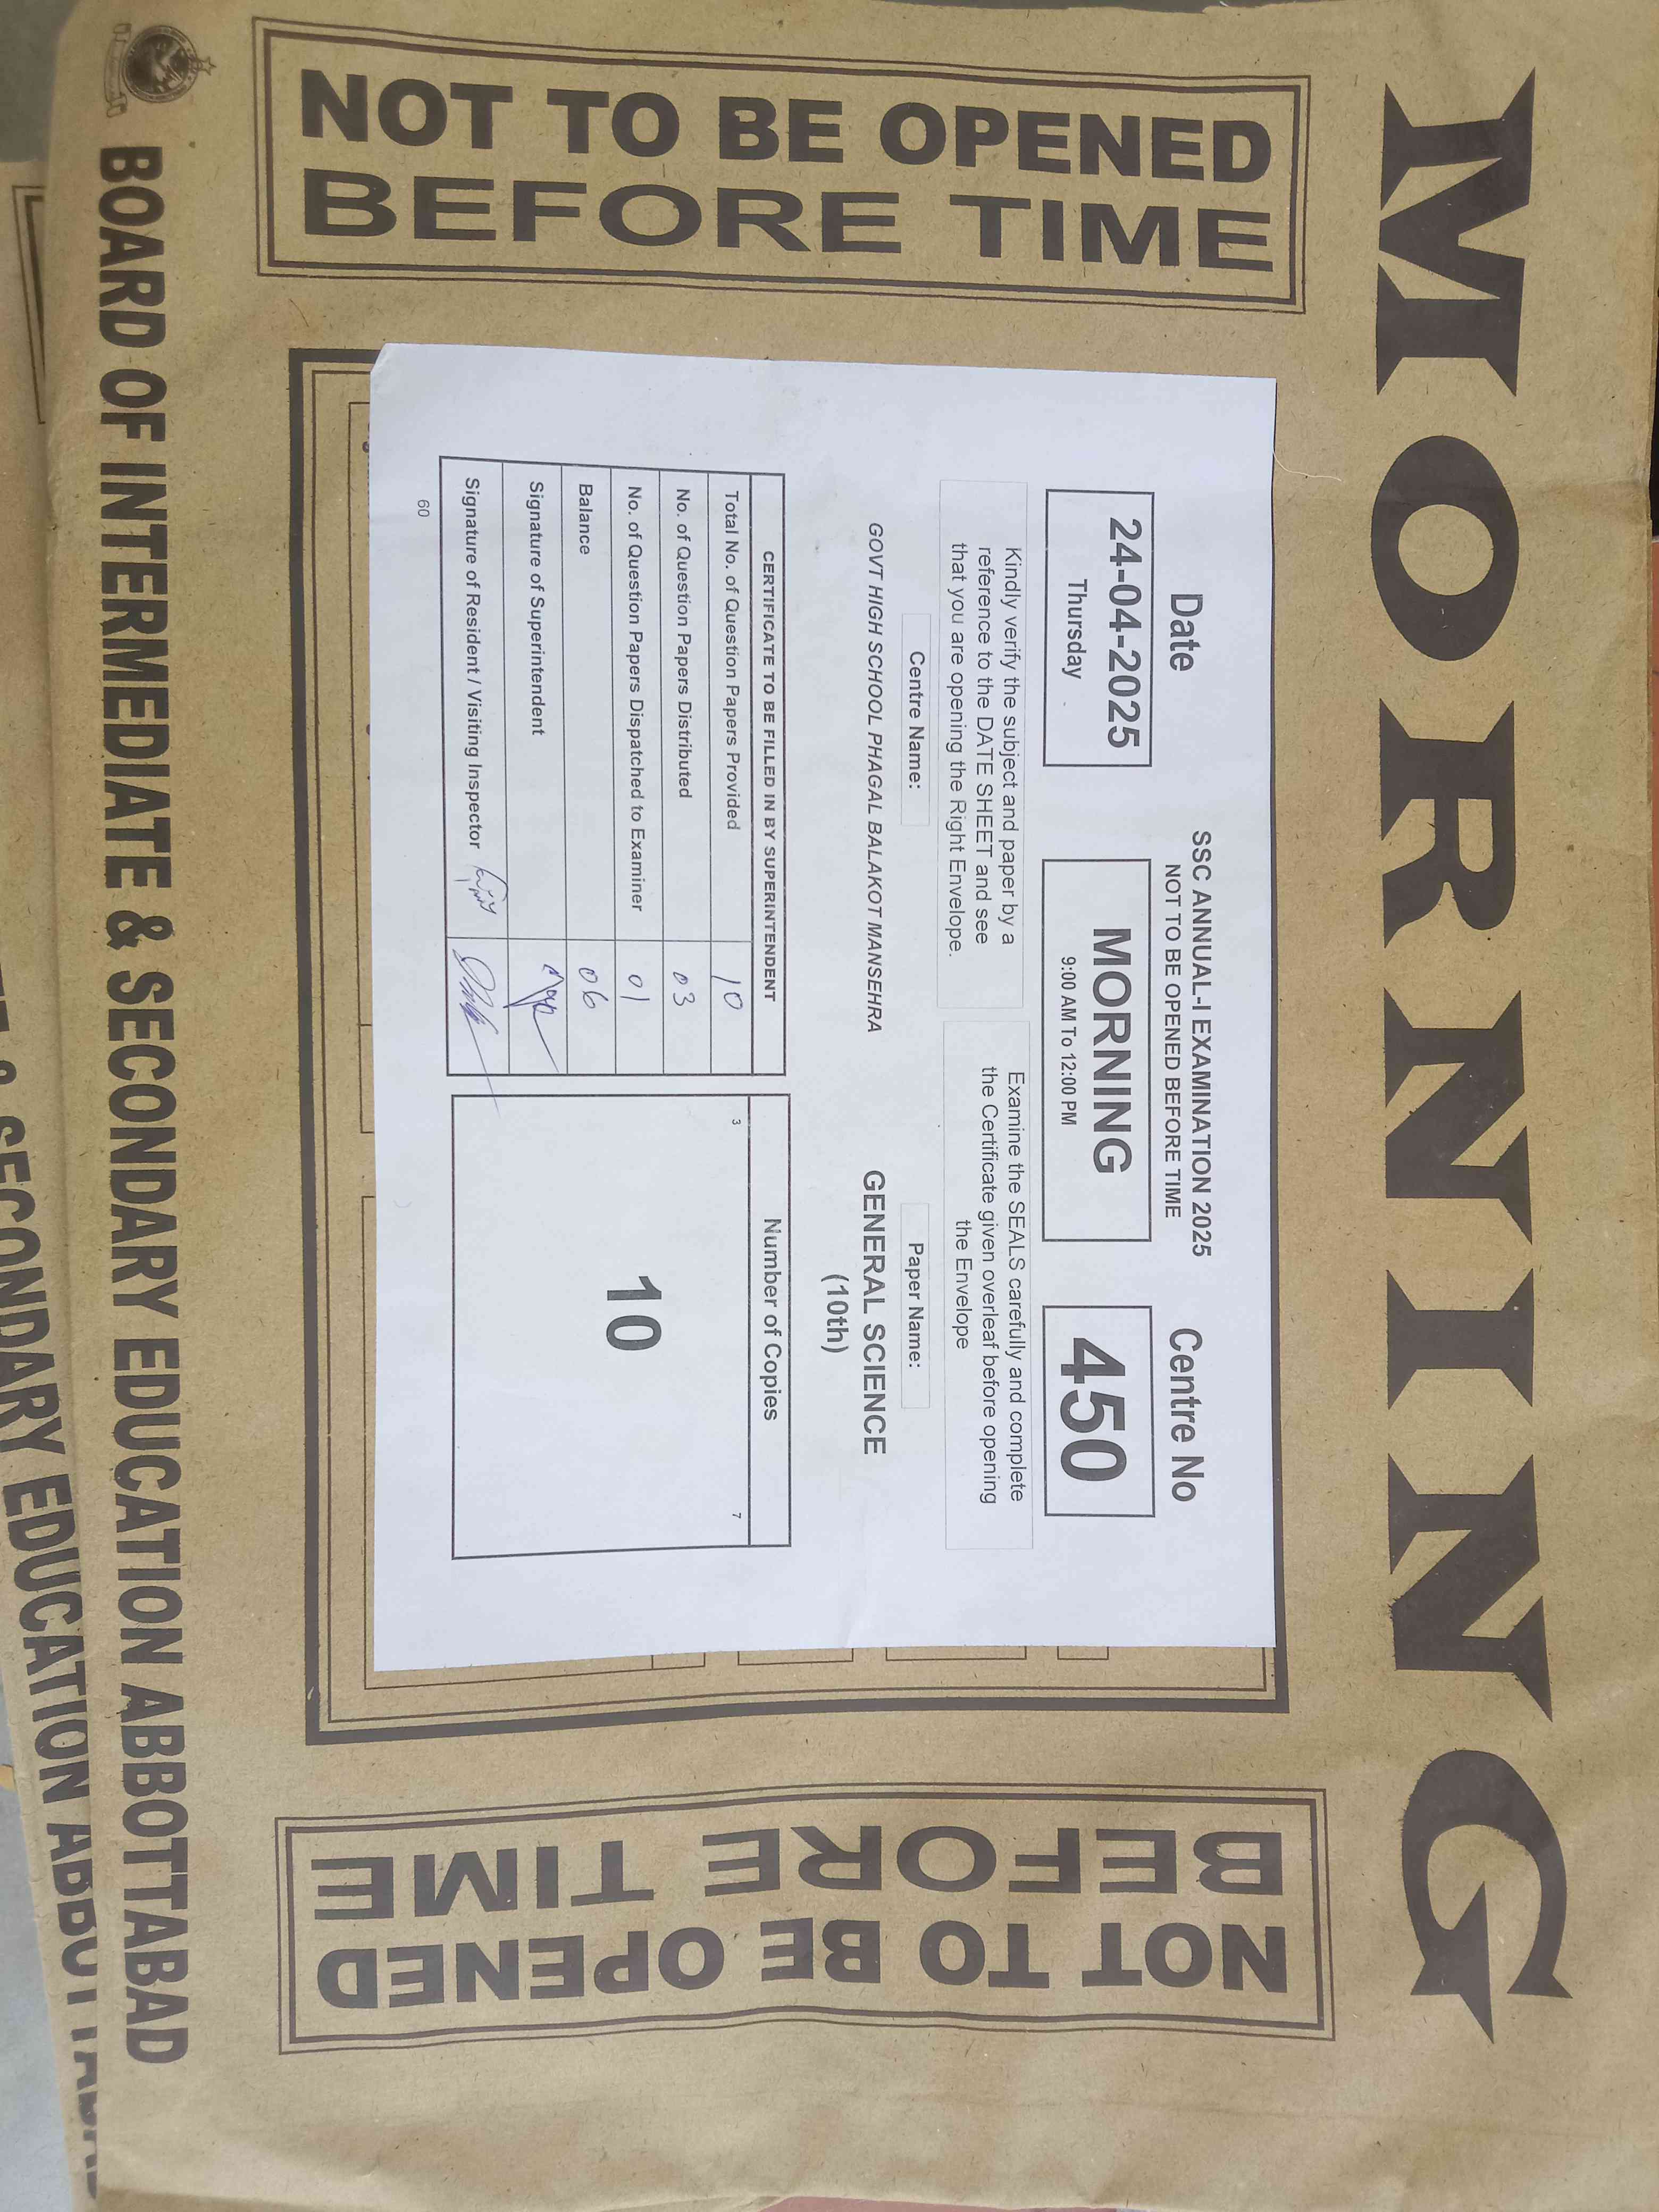 MORNING
NOT TO BE OPENED
BEFORE TIME
SSC ANNUAL-I EXAMINATION 2025
NOT TO BE OPENED BEFORE TIME
Date
Centre No
24-04-2025
Thursday
MORNING
9:00 AM To 12:00 PM
450
Kindly verify the subject and paper by a
reference to the DATE SHEET and see
that you are opening the Right Envelope.
Examine the SEALS carefully and complete
the Certificate given overleaf before opening
the Envelope
Centre Name:
Paper Name:
GOVT HIGH SCHOOL PHAGAL BALAKOT MANSEHRA
GENERAL SCIENCE
(10th)
CERTIFICATE TO BE FILLED IN BY SUPERINTENDENT
Total No. of Question Papers Provided 10
No. of Question Papers Distributed 03
No. of Question Papers Dispatched to Examiner 01
Balance 06
Signature of Superintendent
Signature of Resident / Visiting Inspector
60
Number of Copies
3 7
10
NOT TO BE OPENED
BEFORE TIME
BOARD OF INTERMEDIATE & SECONDARY EDUCATION ABBOTTABAD
& SECONDARY EDUCATION ABBOTTABAD